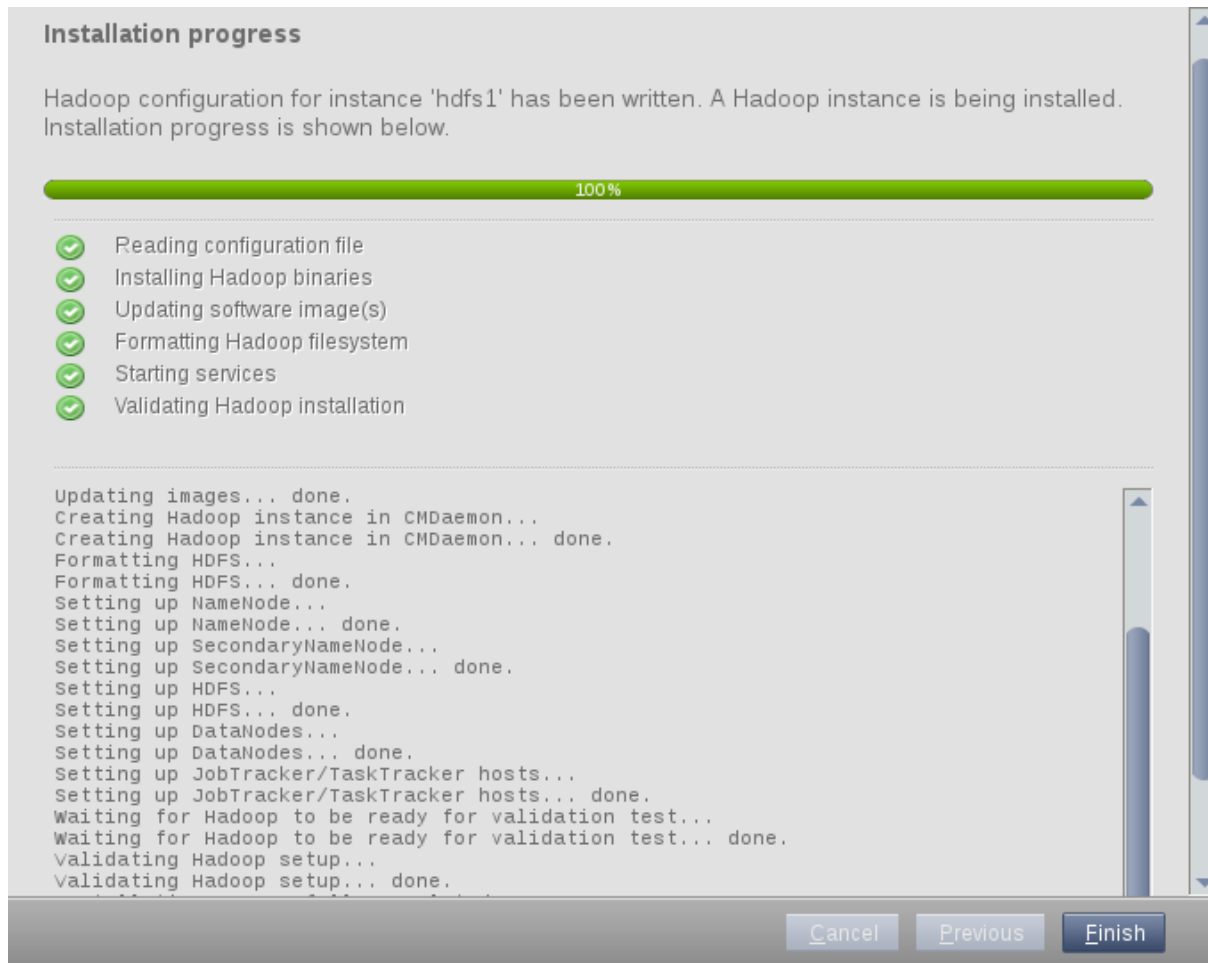 Installation progress
Hadoop configuration for instance 'hdfs1' has been written. A Hadoop instance is being installed.
Installation progress is shown below.
100%
Reading configuration file
Installing Hadoop binaries
Updating software image(s)
Formatting Hadoop filesystem
Starting services
Validating Hadoop installation
Updating images... done.
Creating Hadoop instance in CMDaemon...
Creating Hadoop instance in CMDaemon... done.
Formatting HDFS...
Formatting HDFS... done.
Setting up NameNode...
Setting up NameNode... done.
Setting up SecondaryNameNode...
Setting up SecondaryNameNode... done.
Setting up HDFS...
Setting up HDFS... done.
Setting up DataNodes...
Setting up DataNodes... done.
Setting up JobTracker/TaskTracker hosts...
Setting up JobTracker/TaskTracker hosts... done.
Waiting for Hadoop to be ready for validation test...
Waiting for Hadoop to be ready for validation test... done.
Validating Hadoop setup...
Validating Hadoop setup... done.
Cancel Previous Finish